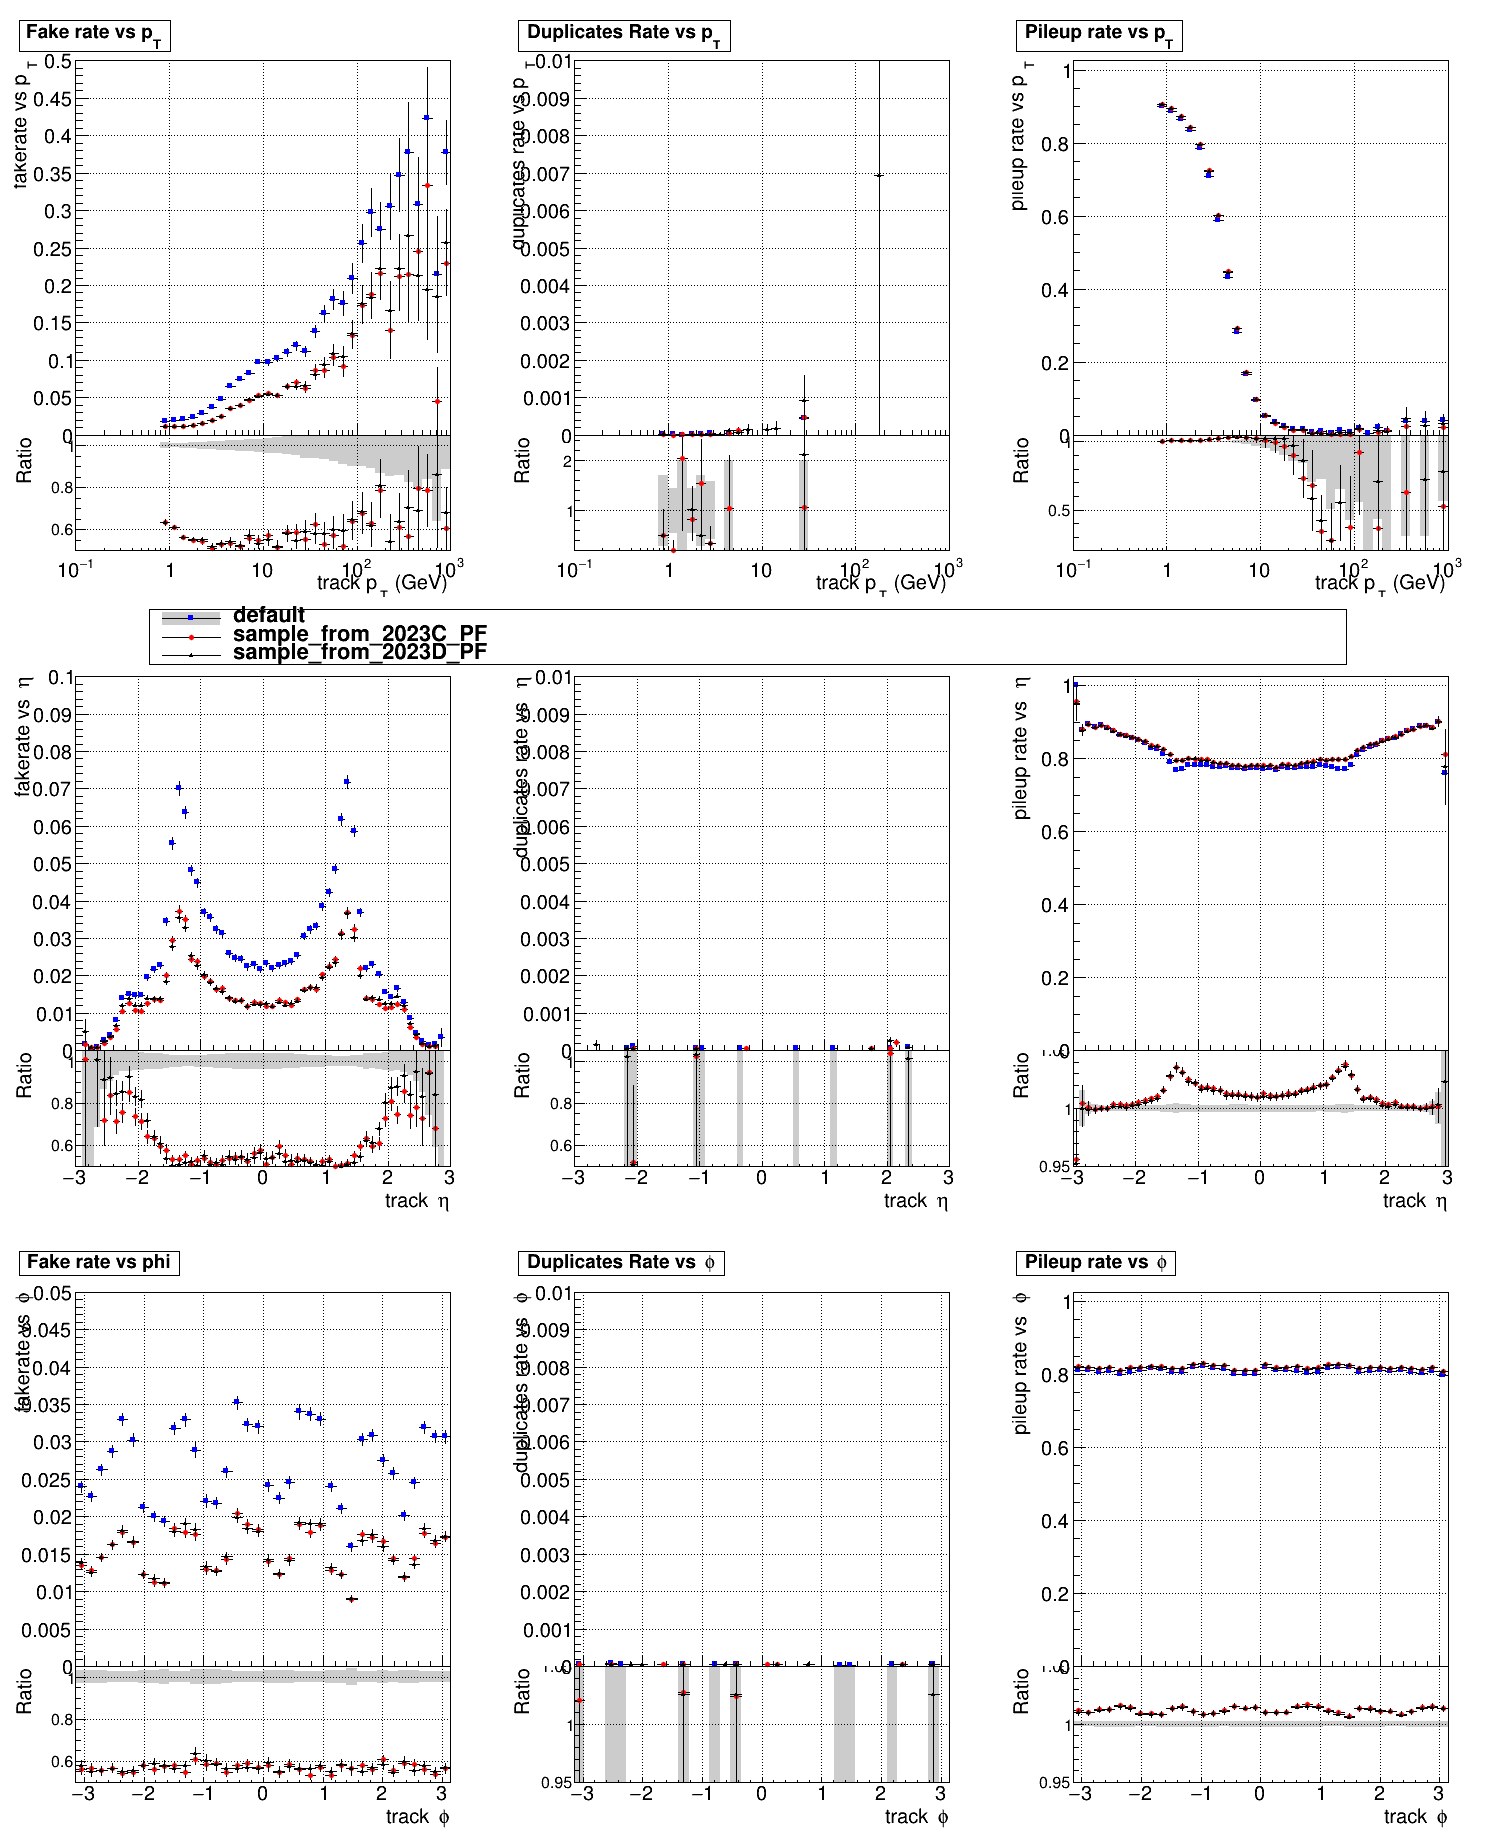 Fake rate vs p_T
Duplicates Rate vs p_T
Pileup rate vs p_T
fakerate vs p_T
0.5
0.45
0.4
0.35
0.3
0.25
0.2
0.15
0.1
0.05
0
Ratio
1
0.8
0.6
10^-1 1 10 10^2 10^3
track p_T (GeV)
duplicates rate vs p_T
0.01
0.009
0.008
0.007
0.006
0.005
0.004
0.003
0.002
0.001
0
Ratio
2
1
10^-1 1 10 10^2 10^3
track p_T (GeV)
pileup rate vs p_T
1
0.8
0.6
0.4
0.2
0
Ratio
1
0.5
10^-1 1 10 10^2 10^3
track p_T (GeV)
default
sample_from_2023C_PF
sample_from_2023D_PF
fakerate vs η
0.1
0.09
0.08
0.07
0.06
0.05
0.04
0.03
0.02
0.01
0
Ratio
1
0.8
0.6
−3 −2 −1 0 1 2 3
track η
duplicates rate vs η
0.01
0.009
0.008
0.007
0.006
0.005
0.004
0.003
0.002
0.001
0
Ratio
1
0.8
0.6
−3 −2 −1 0 1 2 3
track η
pileup rate vs η
1
0.8
0.6
0.4
0.2
0
Ratio
1
0.95
−3 −2 −1 0 1 2 3
track η
Fake rate vs phi
Duplicates Rate vs ϕ
Pileup rate vs ϕ
fakerate vs ϕ
0.05
0.045
0.04
0.035
0.03
0.025
0.02
0.015
0.01
0.005
0
Ratio
1
0.8
0.6
−3 −2 −1 0 1 2 3
track ϕ
duplicates rate vs ϕ
0.01
0.009
0.008
0.007
0.006
0.005
0.004
0.003
0.002
0.001
0
Ratio
1
0.95
−3 −2 −1 0 1 2 3
track ϕ
pileup rate vs ϕ
1
0.8
0.6
0.4
0.2
0
Ratio
1
0.95
−3 −2 −1 0 1 2 3
track ϕ